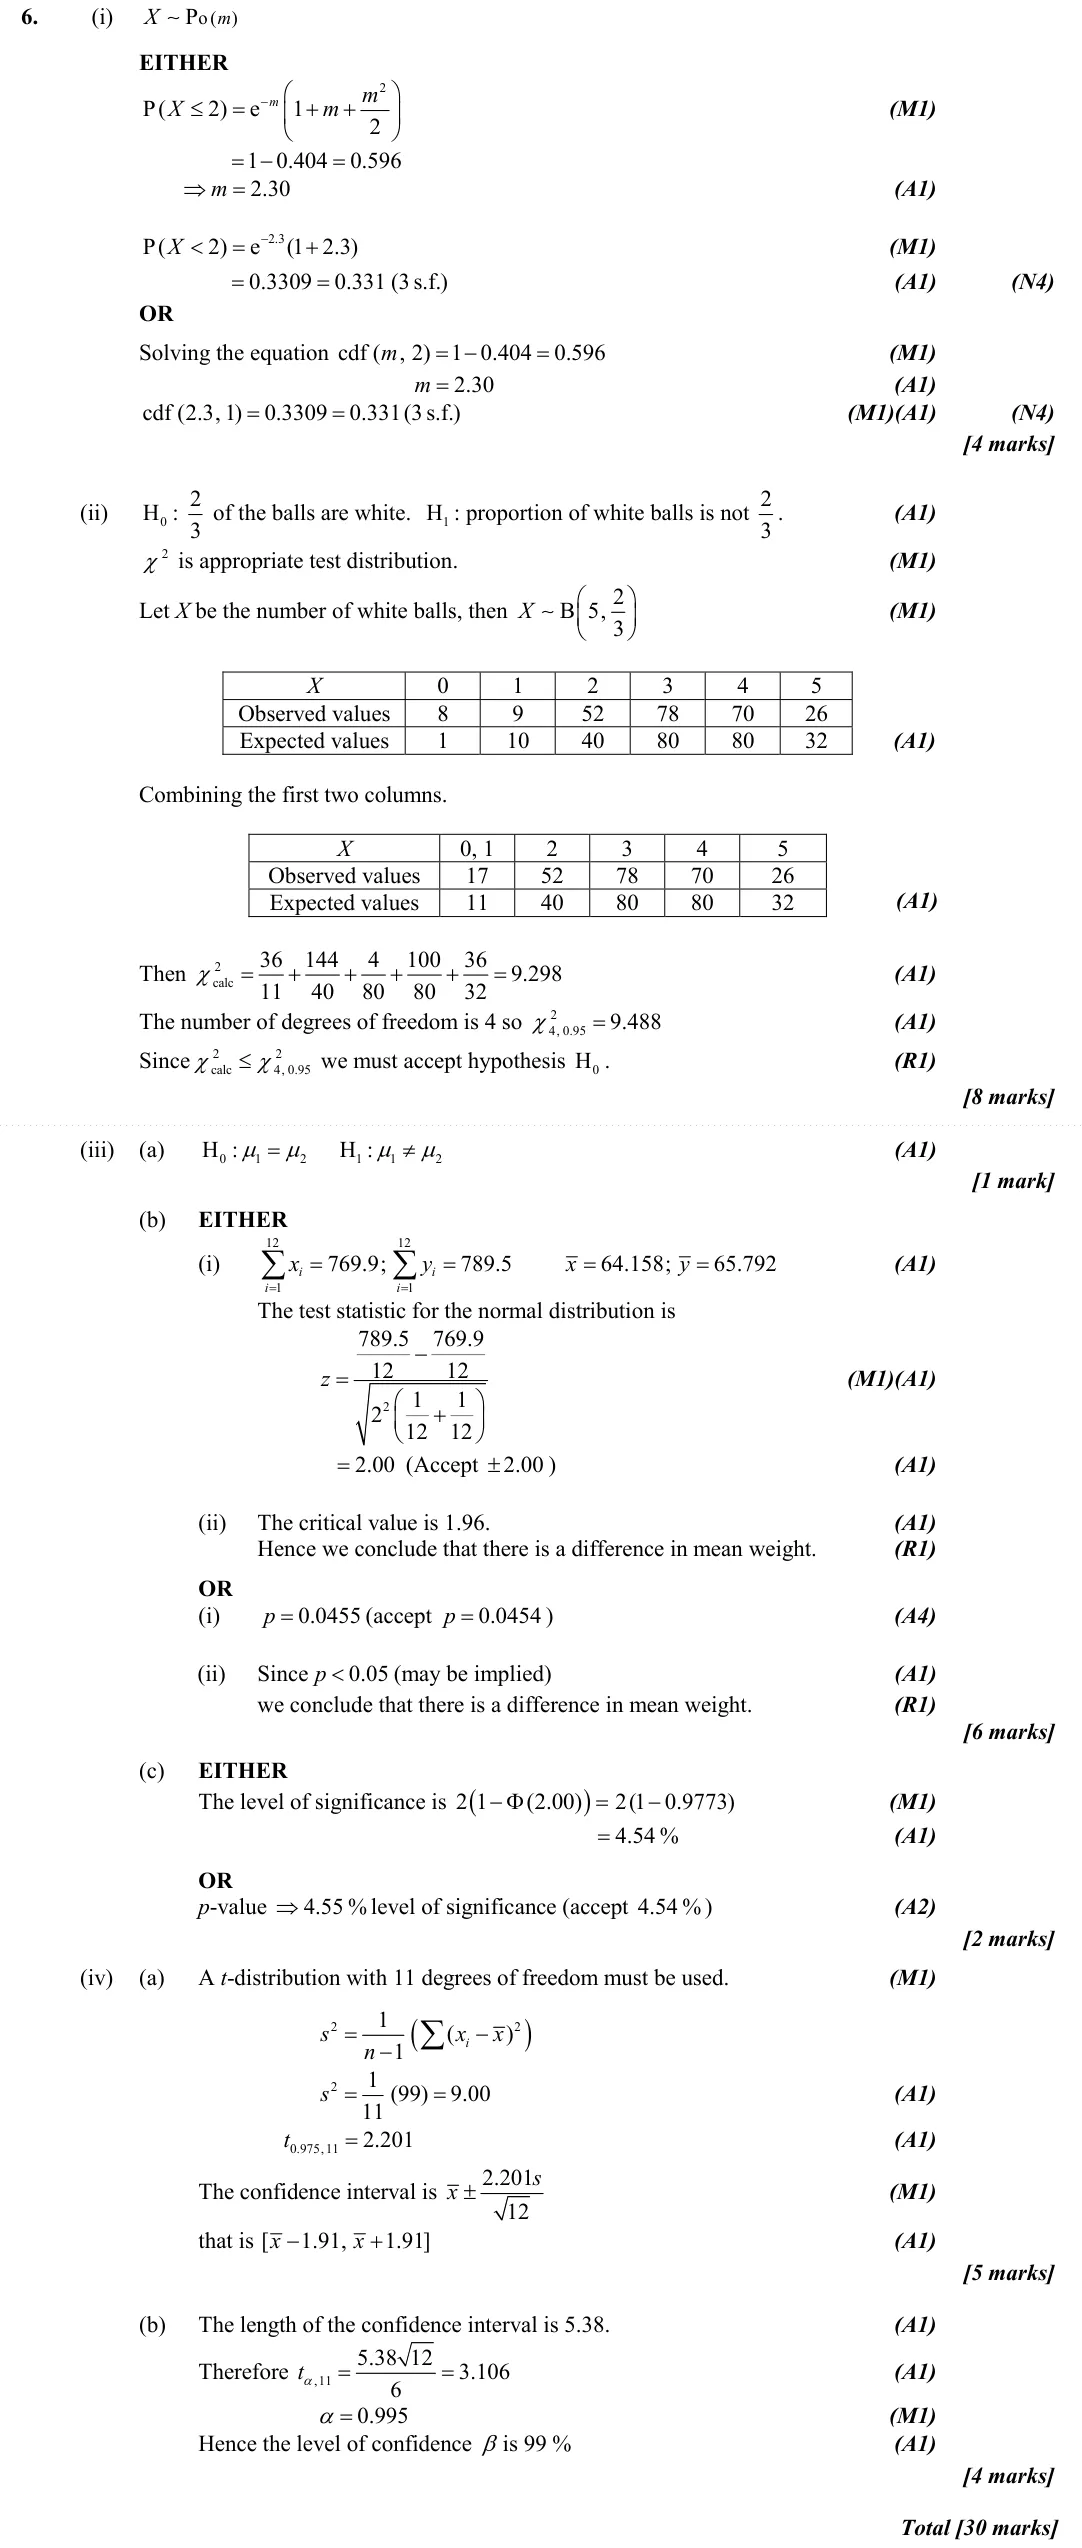 6. (i) X ~ Po(m)
EITHER
P(X ≤ 2) = e⁻ᵐ(1 + m + m²/2) (M1)
= 1 − 0.404 = 0.596
⇒ m = 2.30 (A1)
P(X < 2) = e^−2.3(1 + 2.3) (M1)
= 0.3309 = 0.331 (3 s.f.) (A1) (N4)
OR
Solving the equation cdf (m, 2) = 1 − 0.404 = 0.596 (M1)
m = 2.30 (A1)
cdf (2.3, 1) = 0.3309 = 0.331 (3 s.f.) (M1)(A1) (N4)
[4 marks]
(ii) H₀ : 2/3 of the balls are white. H₁ : proportion of white balls is not 2/3. (A1)
χ² is appropriate test distribution. (M1)
Let X be the number of white balls, then X ~ B(5, 2/3) (M1)
X 0 1 2 3 4 5
Observed values 8 9 52 78 70 26
Expected values 1 10 40 80 80 32 (A1)
Combining the first two columns.
X 0, 1 2 3 4 5
Observed values 17 52 78 70 26
Expected values 11 40 80 80 32 (A1)
Then χ²calc = 36/11 + 144/40 + 4/80 + 100/80 + 36/32 = 9.298 (A1)
The number of degrees of freedom is 4 so χ²4, 0.95 = 9.488 (A1)
Since χ²calc ≤ χ²4, 0.95 we must accept hypothesis H₀. (R1)
[8 marks]
(iii) (a) H₀ : μ₁ = μ₂ H₁ : μ₁ ≠ μ₂ (A1)
[1 mark]
(b) EITHER
(i) ∑_{i=1}^{12} xᵢ = 769.9; ∑_{i=1}^{12} yᵢ = 789.5 x̅ = 64.158; y̅ = 65.792 (A1)
The test statistic for the normal distribution is
z = (789.5/12 − 769.9/12) / √(2²(1/12 + 1/12)) (M1)(A1)
= 2.00 (Accept ±2.00 ) (A1)
(ii) The critical value is 1.96. (A1)
Hence we conclude that there is a difference in mean weight. (R1)
OR
(i) p = 0.0455 (accept p = 0.0454 ) (A4)
(ii) Since p < 0.05 (may be implied) (A1)
we conclude that there is a difference in mean weight. (R1)
[6 marks]
(c) EITHER
The level of significance is 2(1 − Φ(2.00)) = 2(1 − 0.9773) (M1)
= 4.54 % (A1)
OR
p-value ⇒ 4.55 % level of significance (accept 4.54 % ) (A2)
[2 marks]
(iv) (a) A t-distribution with 11 degrees of freedom must be used. (M1)
s² = 1/(n−1) (∑(xᵢ − x̅)²)
s² = 1/11 (99) = 9.00 (A1)
t0.975, 11 = 2.201 (A1)
The confidence interval is x̅ ± 2.201s/√12 (M1)
that is [x̅ − 1.91, x̅ + 1.91] (A1)
[5 marks]
(b) The length of the confidence interval is 5.38. (A1)
Therefore tα,11 = 5.38√12/6 = 3.106 (A1)
α = 0.995 (M1)
Hence the level of confidence β is 99 % (A1)
[4 marks]
Total [30 marks]